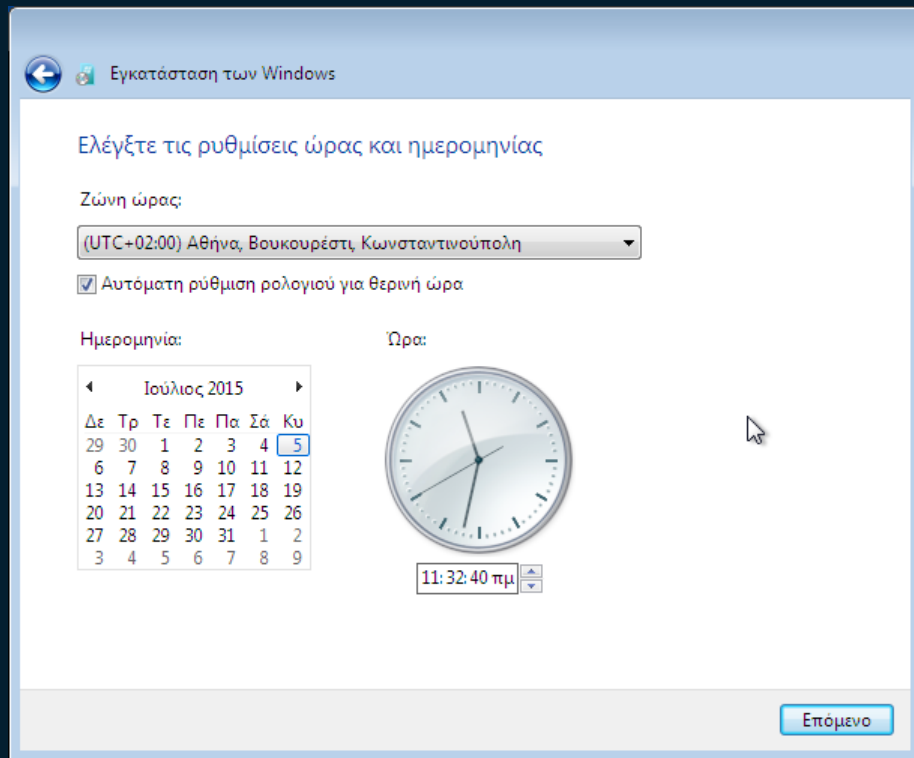 Εγκατάσταση των Windows
Ελέγξτε τις ρυθμίσεις ώρας και ημερομηνίας
Ζώνη ώρας:
(UTC+02:00) Αθήνα, Βουκουρέστι, Κωνσταντινούπολη
Αυτόματη ρύθμιση ρολογιού για θερινή ώρα
Ημερομηνία:
Ιούλιος 2015
Δε Τρ Τε Πε Πα Σά Κυ
29 30 1 2 3 4 5
6 7 8 9 10 11 12
13 14 15 16 17 18 19
20 21 22 23 24 25 26
27 28 29 30 31 1 2
3 4 5 6 7 8 9
Ώρα:
11:32:40 πμ
Επόμενο